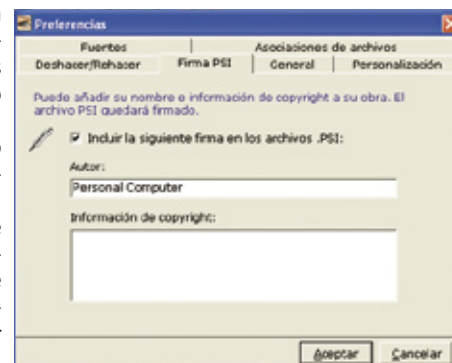 Preferencias
Fuentes Asociaciones de archivos
Deshacer/Rehacer Firma PSI General Personalización
Puede añadir su nombre e información de copyright a su obra. El
archivo PSI quedará firmado.
Incluir la siguiente firma en los archivos .PSI:
Autor:
Personal Computer
Información de copyright:
Aceptar Cancelar